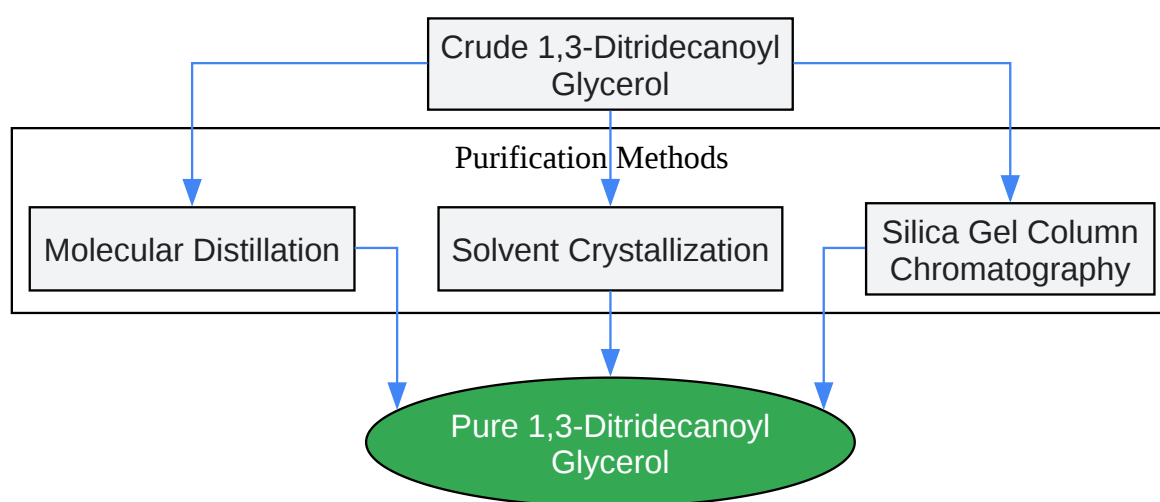 Crude 1,3-Ditridecanoyl
Glycerol
Purification Methods
Molecular Distillation
Solvent Crystallization
Silica Gel Column
Chromatography
Pure 1,3-Ditridecanoyl
Glycerol